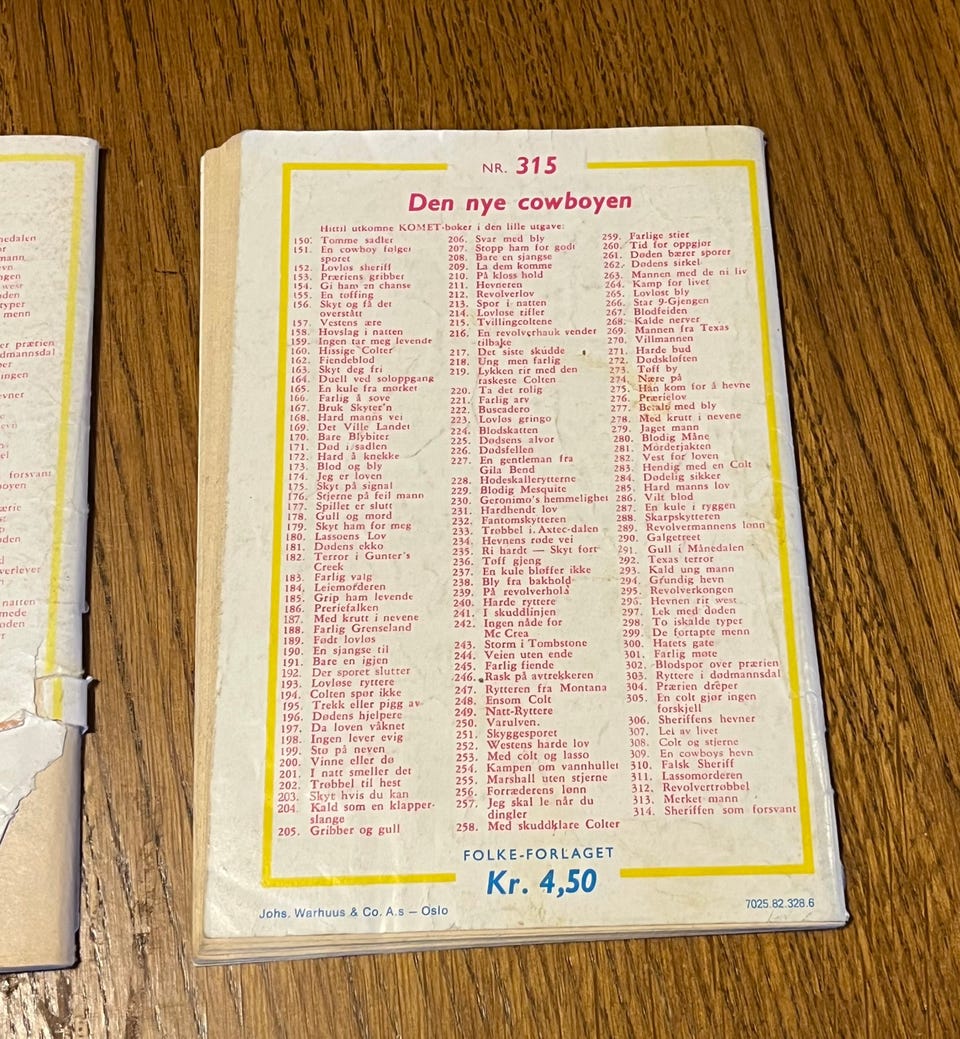 nedalen
mann
gen
west
den
typer
menn
er prærien
dmannsdal
ingen
evner
forsvant
NR. 315
Den nye cowboyen
Hittil utkomne KOMET-bøker i den lille utgave:
150. Tomme sadler
151. En cowboy følger
sporet
152. Lovløs sheriff
153. Præriens gribber
154. Gi ham en chanse
155. En tøffing
156. Skyt og få det
overstått
157. Vestens ære
158. Hovslag i natten
159. Ingen tar meg levende
160. Hissige Colter
162. Fiendeblod
163. Skyt deg fri
164. Duell ved soloppgang
165. En kule fra mørket
166. Farlig å sove
167. Bruk Skyter'n
168. Hard manns vei
169. Det Ville Landet
170. Bare Blybiter
171. Død i sadlen
172. Hard å knekke
173. Blod og bly
174. Jeg er loven
175. Skyt på signal
176. Stjerne på feil mann
177. Spillet er slutt
178. Gull og mord
179. Skyt ham for meg
180. Lassoens Lov
181. Dødens ekko
182. Terror i Gunter's
Creek
183. Farlig valg
184. Leiemorderen
185. Grip ham levende
186. Preriefalken
187. Med krutt i nevene
188. Farlig Grenseland
189. Født lovløs
190. En sjangse til
191. Bare en igjen
192. Der sporet slutter
193. Lovløse ryttere
194. Colten spør ikke
195. Trekk eller pigg av
196. Dødens hjelpere
197. Da loven våknet
198. Ingen lever evig
199. Stø på neven
200. Vinne eller dø
201. I natt smeller det
202. Trøbbel til hest
203. Skyt hvis du kan
204. Kald som en klapper-
slange
205. Gribber og gull
206. Svar med bly
207. Stopp ham for godt
208. Bare en sjangse
209. La dem komme
210. På kloss hold
211. Hevneren
212. Revolverlov
213. Spor i natten
214. Lovløse rifler
215. Tvillingcoltene
216. En revolverhauk vender
tilbake
217. Det siste skudde
218. Ung men farlig
219. Lykken rir med den
raskeste Colten
220. Ta det rolig
221. Farlig arv
222. Buscadero
223. Lovløs gringo
224. Blodskatten
225. Dødsens alvor
226. Dødsfellen
227. En gentleman fra
Gila Bend
228. Hodeskallerytterne
229. Blodig Mesquite
230. Geronimo's hemmelighet
231. Hardhendt lov
232. Fantomskytteren
233. Trøbbel i Axtec-dalen
234. Hevnens røde vei
235. Ri hardt — Skyt fort
236. Tøff gjeng
237. En kule bløffer ikke
238. Bly fra bakhold
239. På revolverhold
240. Harde ryttere
241. I skuddlinjen
242. Ingen nåde for
Mc Crea
243. Storm i Tombstone
244. Veien uten ende
245. Farlig fiende
246. Rask på avtrekkeren
247. Rytteren fra Montana
248. Ensom Colt
249. Natt-Ryttere
250. Varulven.
251. Skyggesporet
252. Westens harde lov
253. Med colt og lasso
254. Kampen om vannhullet
255. Marshall uten stjerne
256. Forræderens lønn
257. Jeg skal le når du
dingler
258. Med skuddklare Colter
259. Farlige stier
260. Tid for oppgjør
261. Døden bærer sporer
262. Dødens sirkel
263. Mannen med de ni liv
264. Kamp for livet
265. Lovløst bly
266. Star 9-Gjengen
267. Blodfeiden
268. Kalde nerver
269. Mannen fra Texas
270. Villmannen
271. Harde bud
272. Dødskløften
273. Tøff by
274. Nære på
275. Han kom for å hevne
276. Prærielov
277. Betalt med bly
278. Med krutt i nevene
279. Jaget mann
280. Blodig Måne
281. Morderjakten
282. Vest for loven
283. Hendig med en Colt
284. Dødelig sikker
285. Hard manns lov
286. Vilt blod
287. En kule i ryggen
288. Skarpskytteren
289. Revolvermannens lønn
290. Galgetreet
291. Gull i Månedalen
292. Texas terror
293. Kald ung mann
294. Grundig hevn
295. Revolverkongen
296. Hevnen rir west
297. Lek med døden
298. To iskalde typer
299. De fortapte menn
300. Hatets gate
301. Farlig møte
302. Blodspor over prærien
303. Ryttere i dødmannsdal
304. Prærien dreper
305. En colt gjør ingen
forskjell
306. Sheriffens hevner
307. Lei av livet
308. Colt og stjerne
309. En cowboys hevn
310. Falsk Sheriff
311. Lassomorderen
312. Revolvertrøbbel
313. Merket mann
314. Sheriffen som forsvant
FOLKE-FORLAGET
Kr. 4,50
Johs. Warhuus & Co. A.s — Oslo
7025.82.328.6